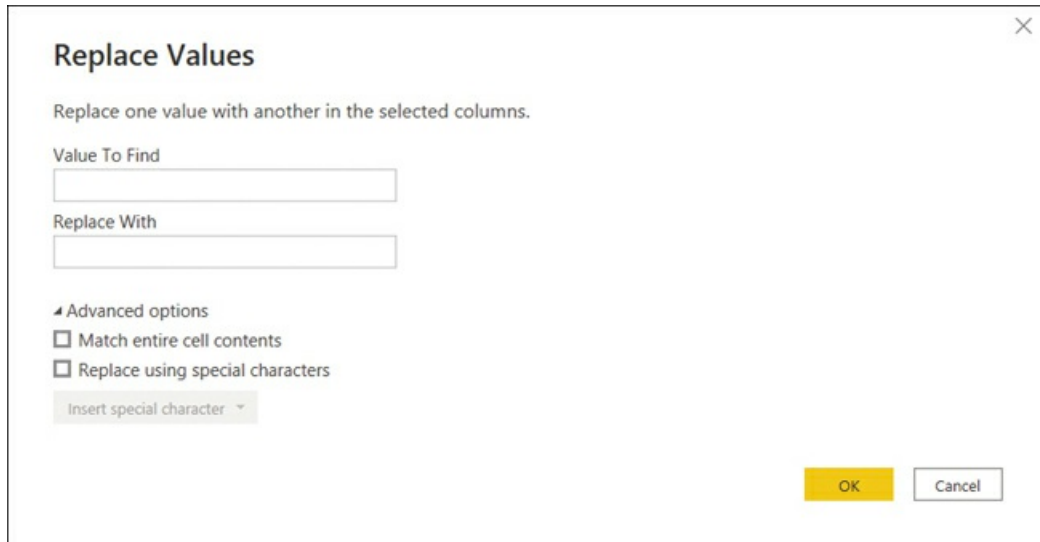 Replace Values
Replace one value with another in the selected columns.
Value To Find
Replace With
Advanced options
Match entire cell contents
Replace using special characters
Insert special character
OK Cancel